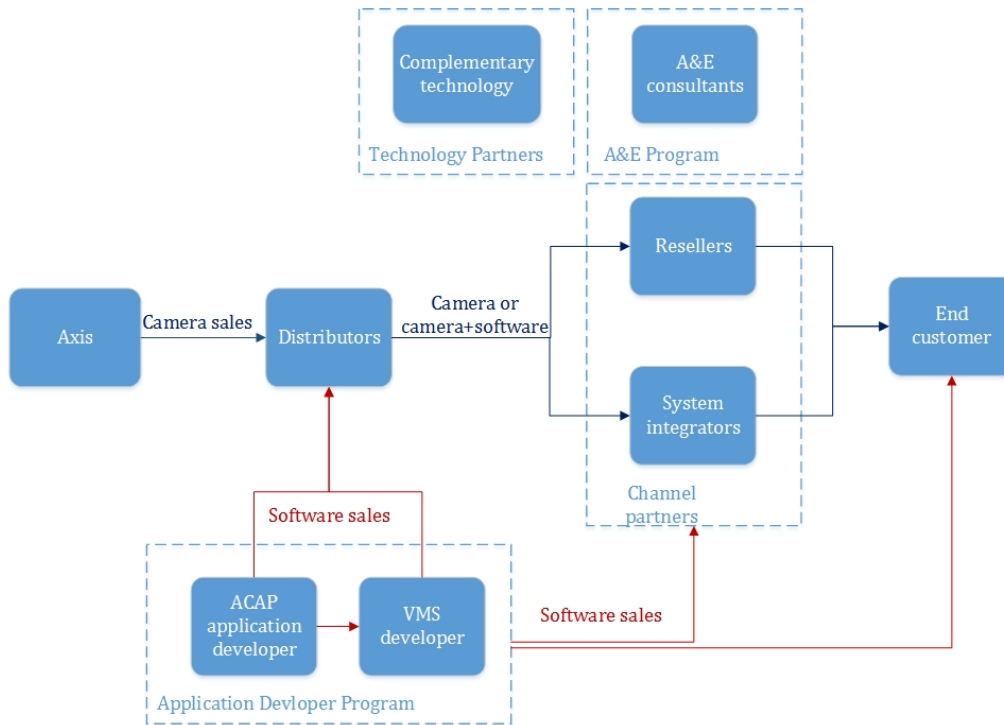 Complementary
technology
Technology Partners
A&E
consultants
A&E Program
Resellers
Axis
Camera sales
Distributors
Camera or
camera+software
End
customer
System
integrators
Channel
partners
Software sales
ACAP
application
developer
VMS
developer
Software sales
Application Devloper Program